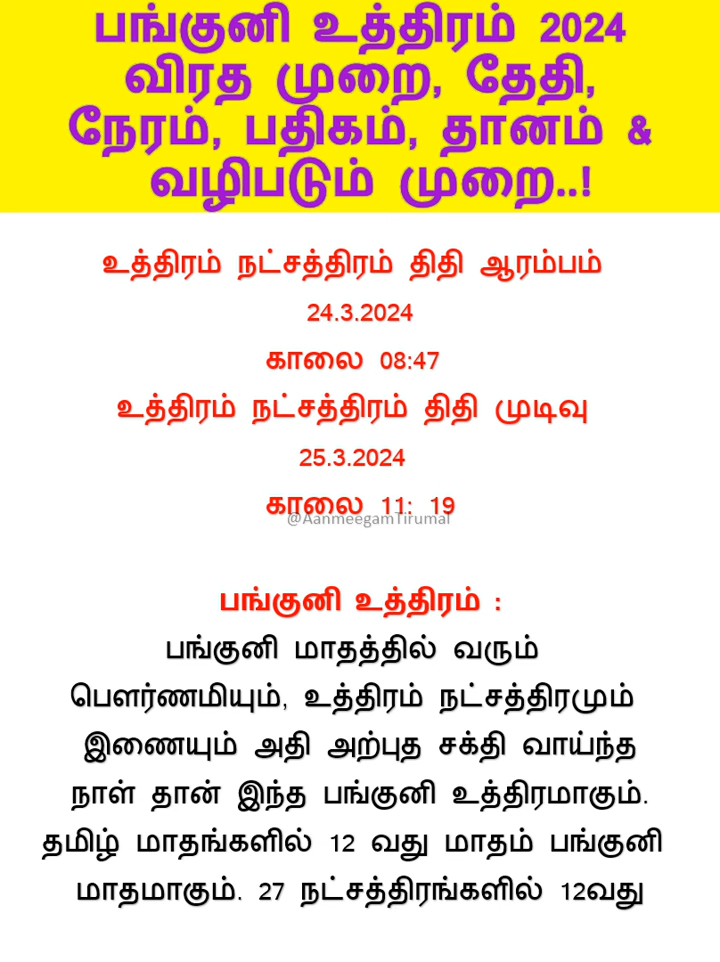 பங்குனி உத்திரம் 2024
விரத முறை, தேதி,
நேரம், பதிகம், தானம் &
வழிபடும் முறை..!
உத்திரம் நட்சத்திரம் திதி ஆரம்பம்
24.3.2024
காலை 08:47
உத்திரம் நட்சத்திரம் திதி முடிவு
25.3.2024
காலை 11: 19
@AanmeegamTirumal
பங்குனி உத்திரம் :
பங்குனி மாதத்தில் வரும்
பௌர்ணமியும், உத்திரம் நட்சத்திரமும்
இணையும் அதி அற்புத சக்தி வாய்ந்த
நாள் தான் இந்த பங்குனி உத்திரமாகும்.
தமிழ் மாதங்களில் 12 வது மாதம் பங்குனி
மாதமாகும். 27 நட்சத்திரங்களில் 12வது